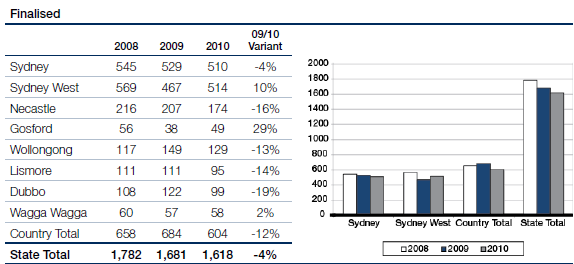 Finalised
2008 2009 2010 09/10 Variant
Sydney 545 529 510 -4%
Sydney West 569 467 514 10%
Necastle 216 207 174 -16%
Gosford 56 38 49 29%
Wollongong 117 149 129 -13%
Lismore 111 111 95 -14%
Dubbo 108 122 99 -19%
Wagga Wagga 60 57 58 2%
Country Total 658 684 604 -12%
State Total 1,782 1,681 1,618 -4%
2000
1800
1600
1400
1200
1000
800
600
400
200
0
Sydney Sydney West Country Total State Total
2008 2009 2010